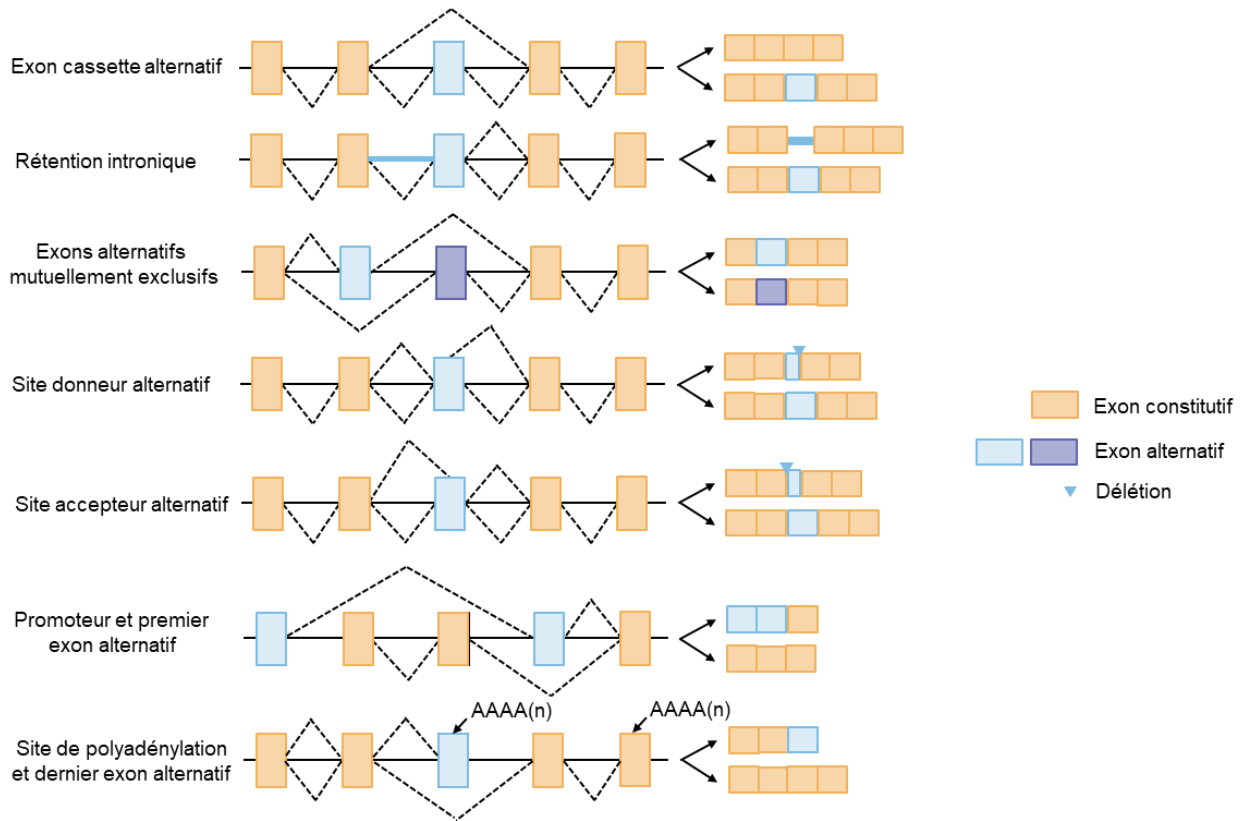 Exon cassette alternatif
Rétention intronique
Exons alternatifs
mutuellement exclusifs
Site donneur alternatif
Site accepteur alternatif
Promoteur et premier
exon alternatif
AAAA(n)
AAAA(n)
Site de polyadénylation
et dernier exon alternatif
Exon constitutif
Exon alternatif
Délétion